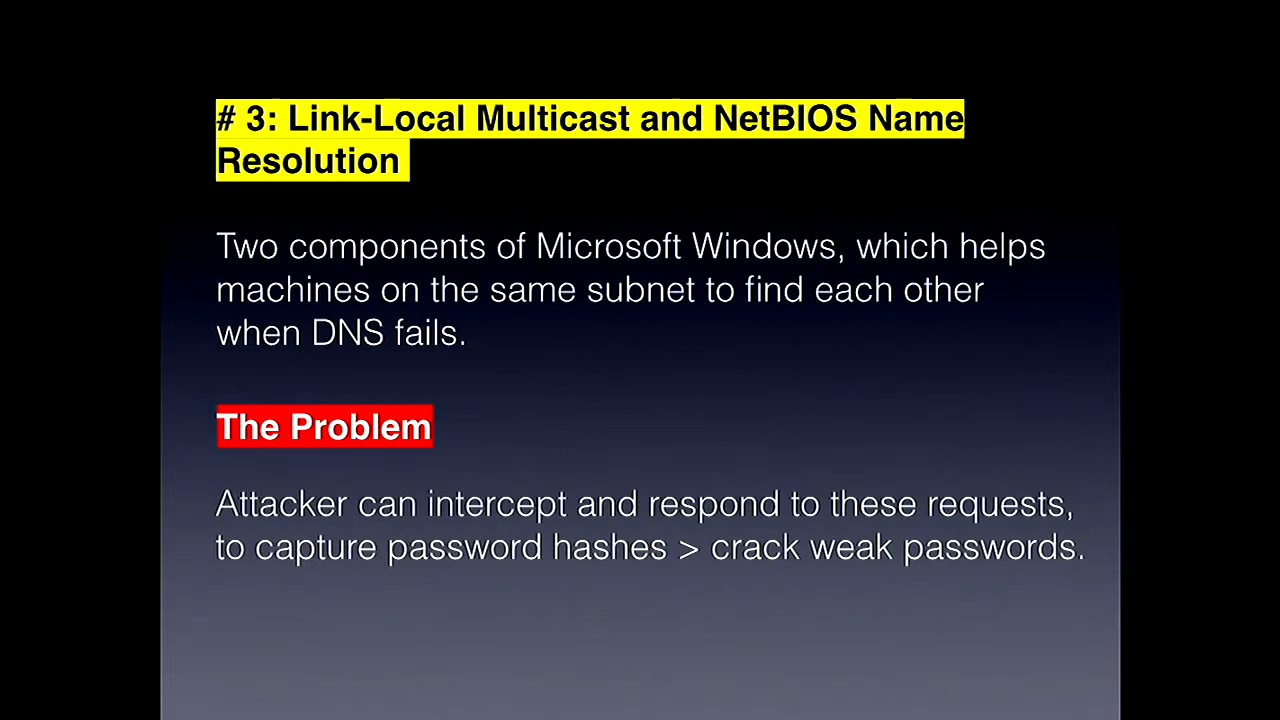 # 3: Link-Local Multicast and NetBIOS Name
Resolution
Two components of Microsoft Windows, which helps
machines on the same subnet to find each other
when DNS fails.
The Problem
Attacker can intercept and respond to these requests,
to capture password hashes > crack weak passwords.